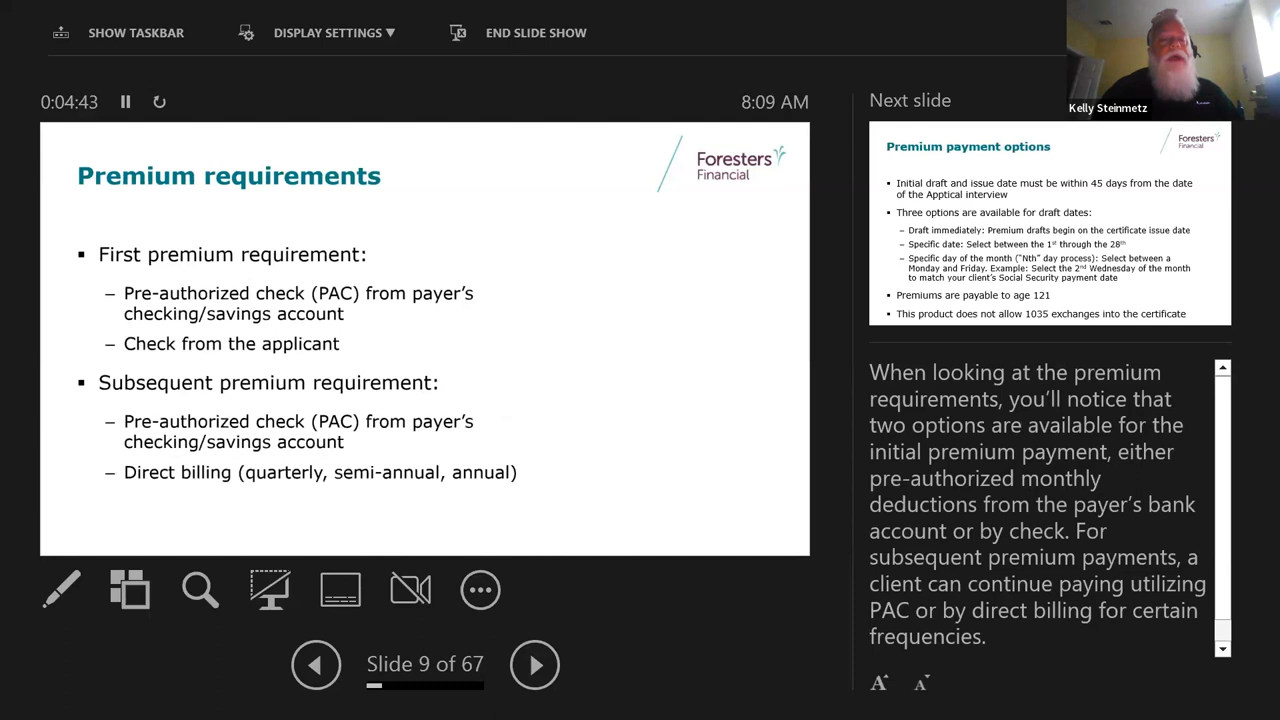 SHOW TASKBAR
DISPLAY SETTINGS ▼
END SLIDE SHOW
Kelly Steinmetz
0:04:43
8:09 AM
Premium requirements
Foresters
Financial
▪ First premium requirement:
– Pre-authorized check (PAC) from payer’s
checking/savings account
– Check from the applicant
▪ Subsequent premium requirement:
– Pre-authorized check (PAC) from payer’s
checking/savings account
– Direct billing (quarterly, semi-annual, annual)
Slide 9 of 67
Next slide
Premium payment options
Foresters
Financial
▪ Initial draft and issue date must be within 45 days from the date
of the Apptical interview
▪ Three options are available for draft dates:
– Draft immediately: Premium drafts begin on the certificate issue date
– Specific date: Select between the 1st through the 28th
– Specific day of the month ("Nth" day process): Select between a
Monday and Friday. Example: Select the 2nd Wednesday of the month
to match your client’s Social Security payment date
▪ Premiums are payable to age 121
▪ This product does not allow 1035 exchanges into the certificate
When looking at the premium
requirements, you’ll notice that
two options are available for the
initial premium payment, either
pre-authorized monthly
deductions from the payer’s bank
account or by check. For
subsequent premium payments, a
client can continue paying utilizing
PAC or by direct billing for certain
frequencies.
A
A